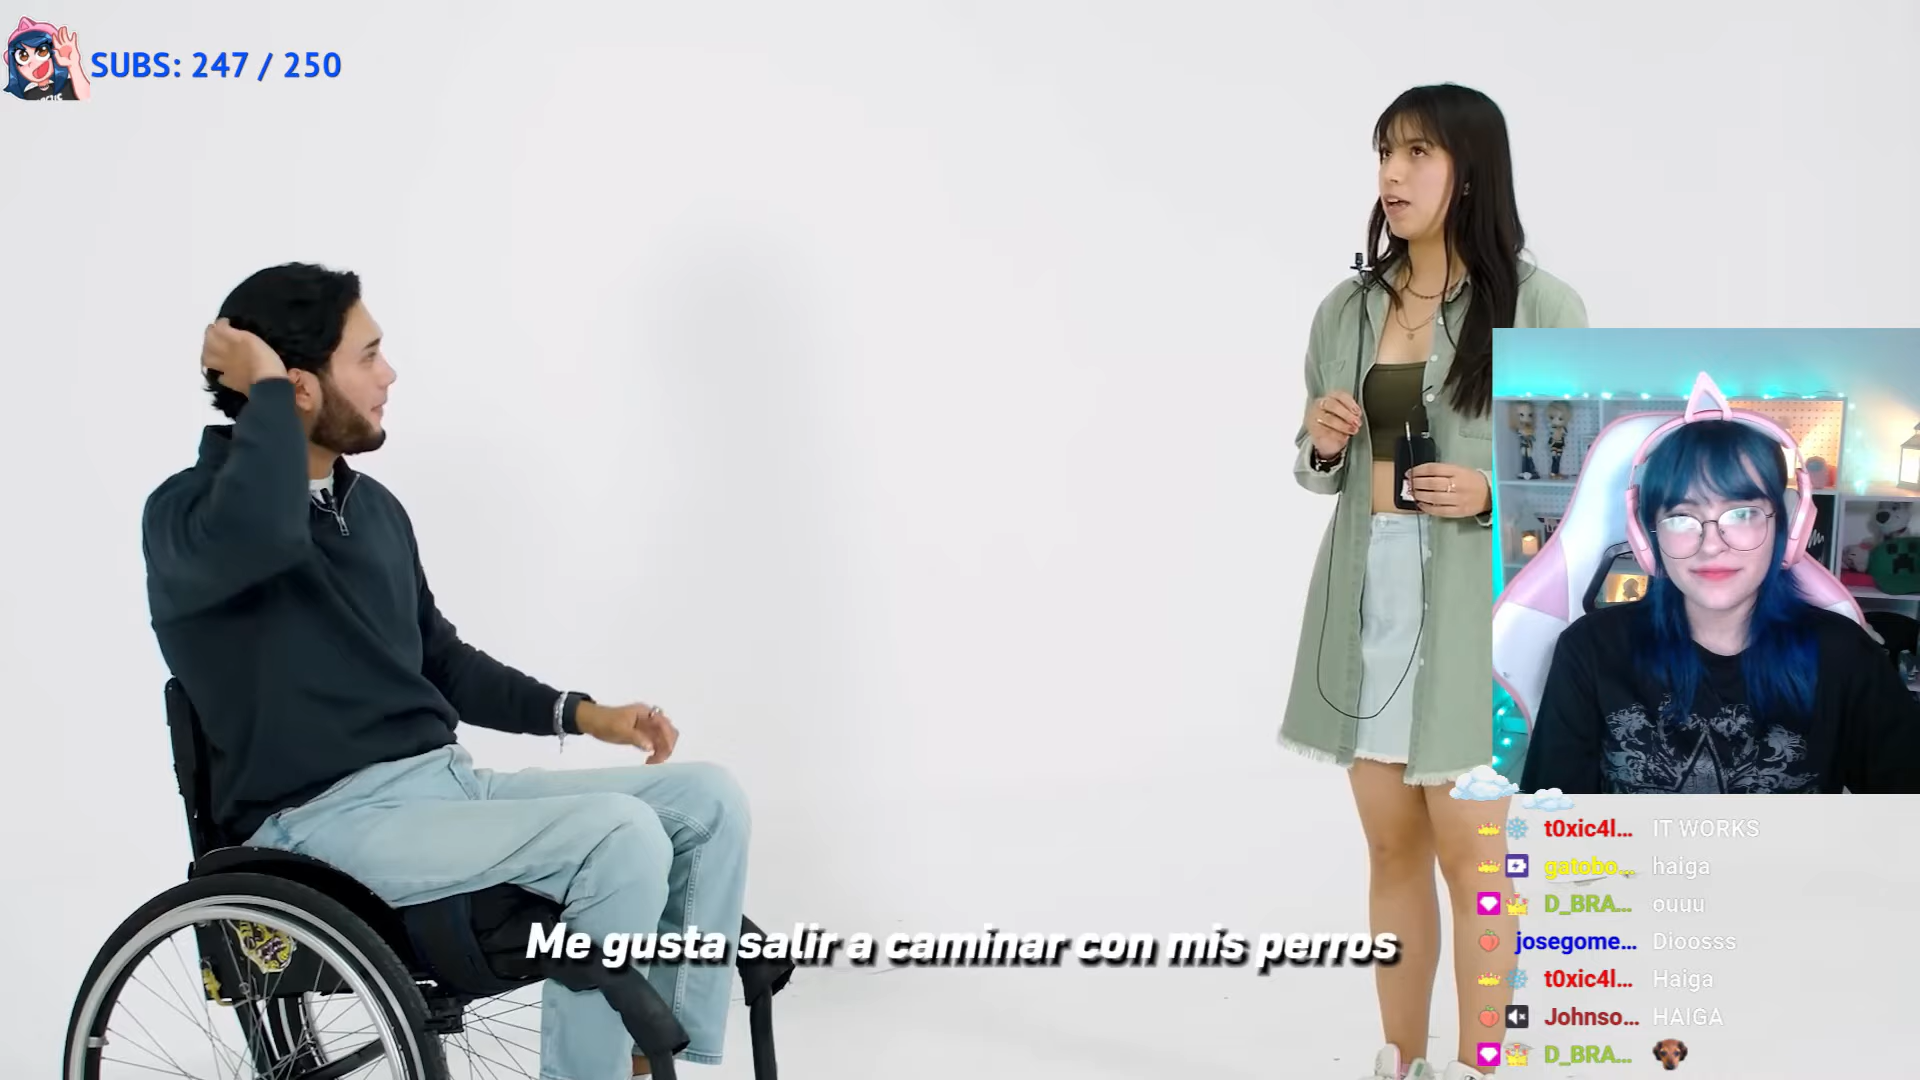 SUBS: 247 / 250
Me gusta salir a caminar con mis perros
t0xic4l... IT WORKS
gatobo... haiga
D_BRA... ouuu
josegome... Dioosss
t0xic4l... Haiga
Johnso... HAIGA
D_BRA...